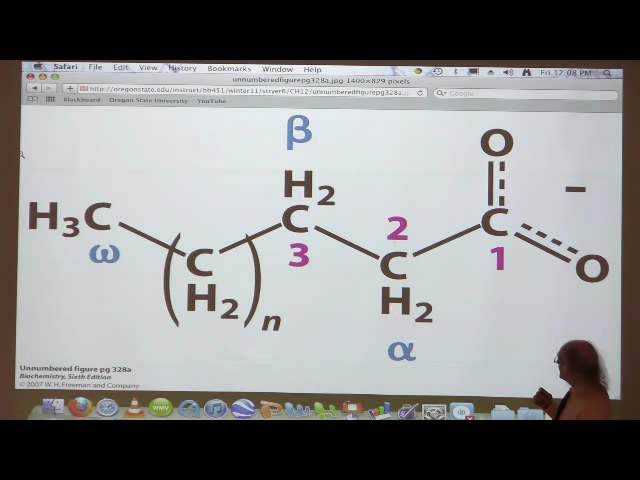 Safari File Edit View History Bookmarks Window Help Fri 12:08 PM
unnumberedfigurepg328a.jpg 1400×829 pixels
http://oregonstate.edu/instruct/bb451/winter11/stryer6/CH12/unnumberedfigurepg328a. Google
Blackboard Oregon State University YouTube
β
O
H₂
H₃C C 3 2 C 1 −
ω
(C H₂)n
C
H₂
α
O
Unnumbered figure pg 328a
Biochemistry, Sixth Edition
© 2007 W. H. Freeman and Company
WMV